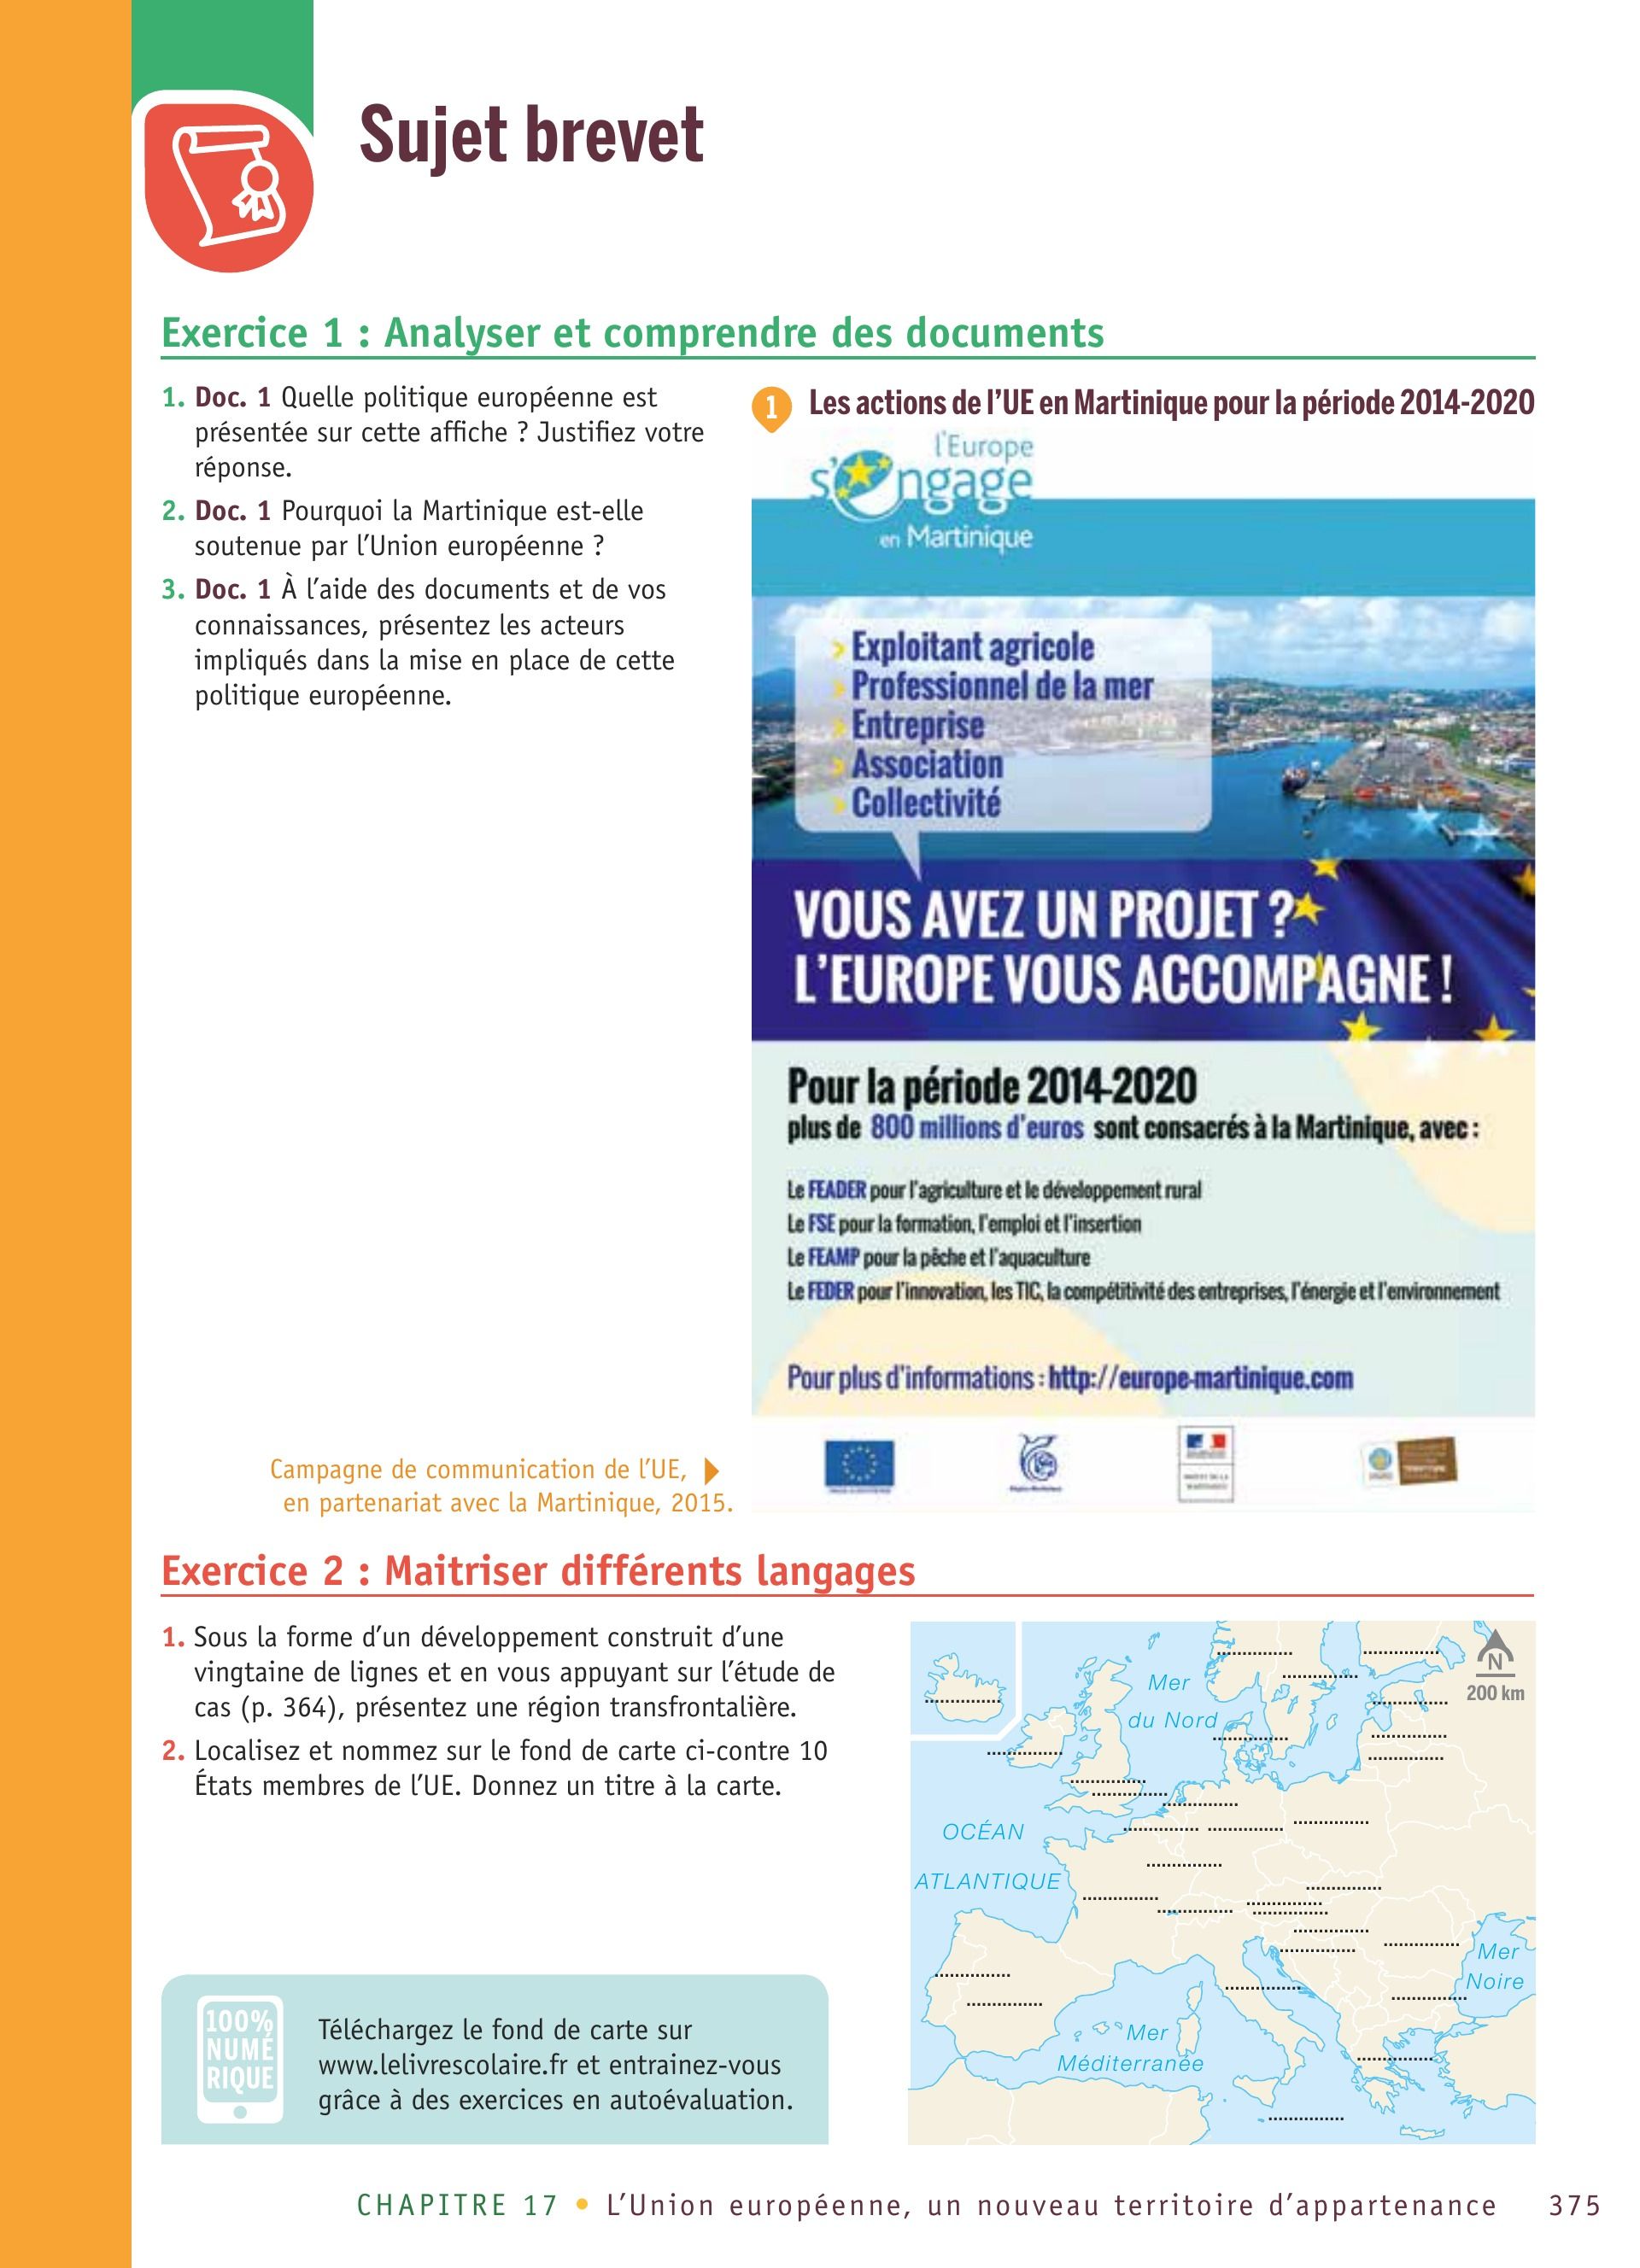 Sujet brevet
Exercice 1 : Analyser et comprendre des documents
1. Doc. 1 Quelle politique européenne est
présentée sur cette affiche ? Justifiez votre
réponse.
2. Doc. 1 Pourquoi la Martinique est-elle
soutenue par l'Union européenne ?
3. Doc. 1 À l'aide des documents et de vos
connaissances, présentez les acteurs
impliqués dans la mise en place de cette
politique européenne.
1 Les actions de l'UE en Martinique pour la période 2014-2020
l'Europe
s'engage
en Martinique
> Exploitant agricole
> Professionnel de la mer
> Entreprise
> Association
> Collectivité
VOUS AVEZ UN PROJET ?
L'EUROPE VOUS ACCOMPAGNE !
Pour la période 2014-2020
plus de 800 millions d'euros sont consacrés à la Martinique, avec :
Le FEADER pour l'agriculture et le développement rural
Le FSE pour la formation, l'emploi et l'insertion
Le FEAMP pour la pêche et l'aquaculture
Le FEDER pour l'innovation, les TIC, la compétitivité des entreprises, l'énergie et l'environnement
Pour plus d'informations : http://europe-martinique.com
Campagne de communication de l'UE,
en partenariat avec la Martinique, 2015.
Exercice 2 : Maitriser différents langages
1. Sous la forme d'un développement construit d'une
vingtaine de lignes et en vous appuyant sur l'étude de
cas (p. 364), présentez une région transfrontalière.
2. Localisez et nommez sur le fond de carte ci-contre 10
États membres de l'UE. Donnez un titre à la carte.
N
200 km
Mer
du Nord
OCÉAN
ATLANTIQUE
Mer
Noire
Mer
Méditerranée
100%
NUMÉ
RIQUE
Téléchargez le fond de carte sur
www.lelivrescolaire.fr et entrainez-vous
grâce à des exercices en autoévaluation.
CHAPITRE 17 • L'Union européenne, un nouveau territoire d'appartenance 375